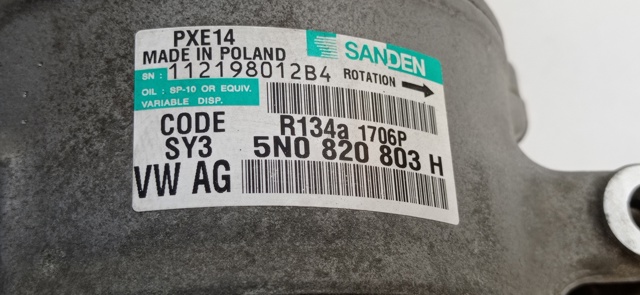 PXE14
MADE IN POLAND
SANDEN
SN : 112198012B4
ROTATION
OIL : SP-10 OR EQUIV.
VARIABLE DISP.
CODE
SY3
R134a 1706P
5N0 820 803 H
VW AG